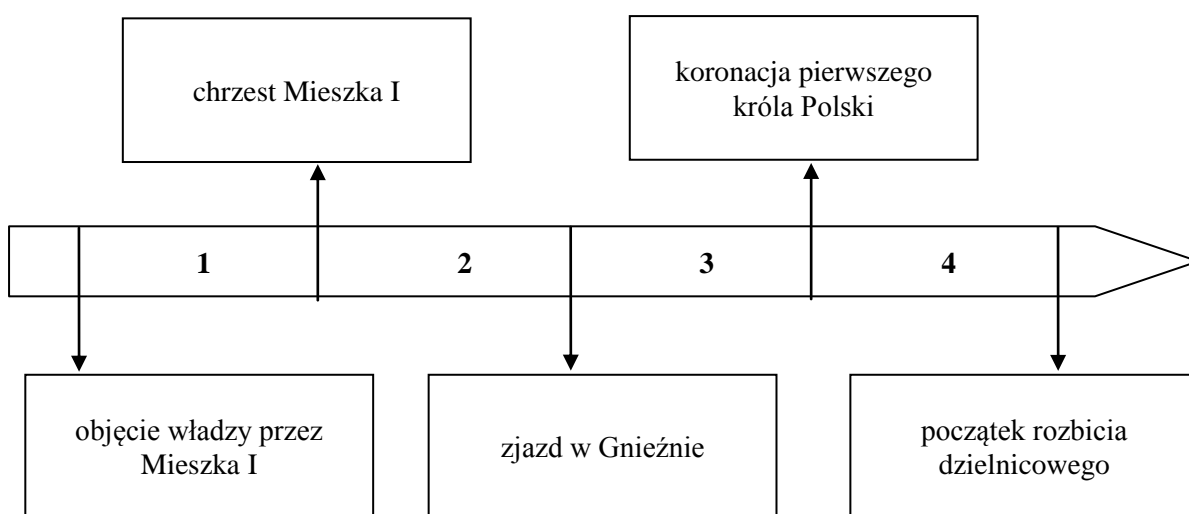 chrzest Mieszka I
koronacja pierwszego
króla Polski
1
2
3
4
objęcie władzy przez
Mieszka I
zjazd w Gnieźnie
początek rozbicia
dzielnicowego